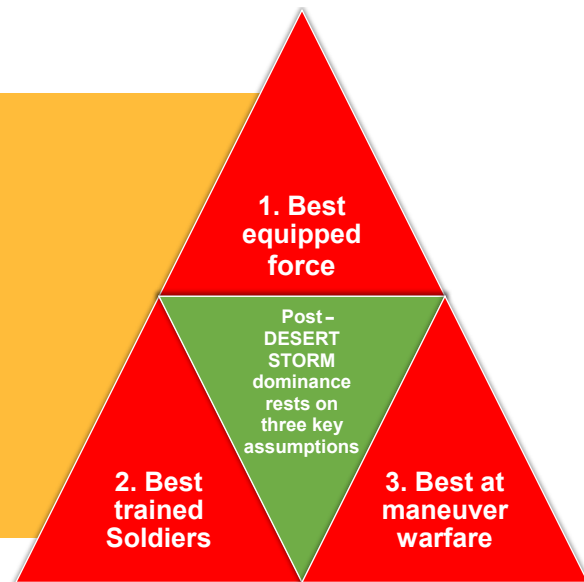 1. Best
equipped
force
Post–
DESERT
STORM
dominance
rests on
three key
assumptions
2. Best
trained
Soldiers
3. Best at
maneuver
warfare